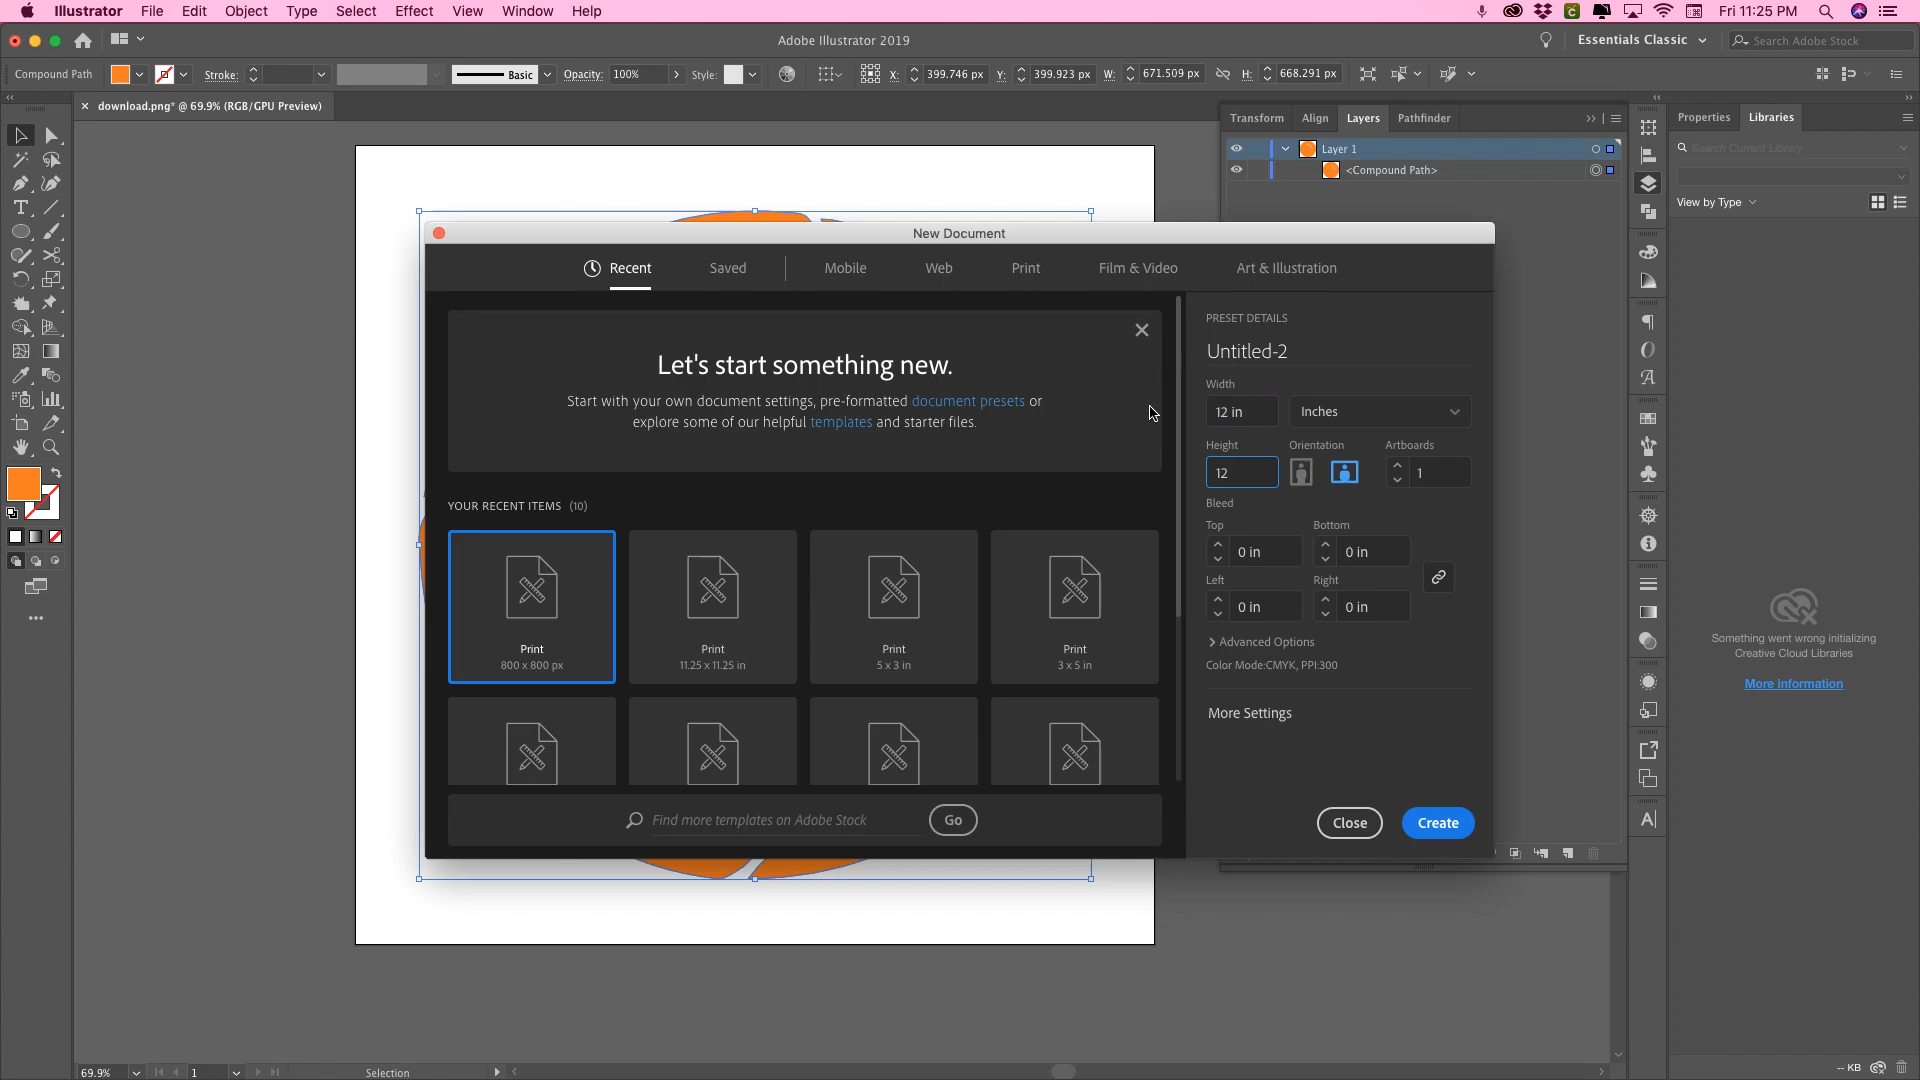 Illustrator File Edit Object Type Select Effect View Window Help
Fri 11:25 PM
Adobe Illustrator 2019
Essentials Classic
Search Adobe Stock
Compound Path
Stroke:
Basic
Opacity: 100%
Style:
X: 399.746 px
Y: 399.923 px
W: 671.509 px
H: 668.291 px
download.png* @ 69.9% (RGB/GPU Preview)
Transform Align Layers Pathfinder
Properties Libraries
Layer 1
<Compound Path>
Search Current Library
View by Type
New Document
Recent Saved Mobile Web Print Film & Video Art & Illustration
Let's start something new.
Start with your own document settings, pre-formatted document presets or
explore some of our helpful templates and starter files.
YOUR RECENT ITEMS (10)
Print
800 x 800 px
Print
11.25 x 11.25 in
Print
5 x 3 in
Print
3 x 5 in
Find more templates on Adobe Stock
Go
PRESET DETAILS
Untitled-2
Width
12 in
Inches
Height Orientation Artboards
12
1
Bleed
Top Bottom
0 in 0 in
Left Right
0 in 0 in
Advanced Options
Color Mode:CMYK, PPI:300
More Settings
Close
Create
Something went wrong initializing
Creative Cloud Libraries
More information
69.9%
1
Selection
-- KB